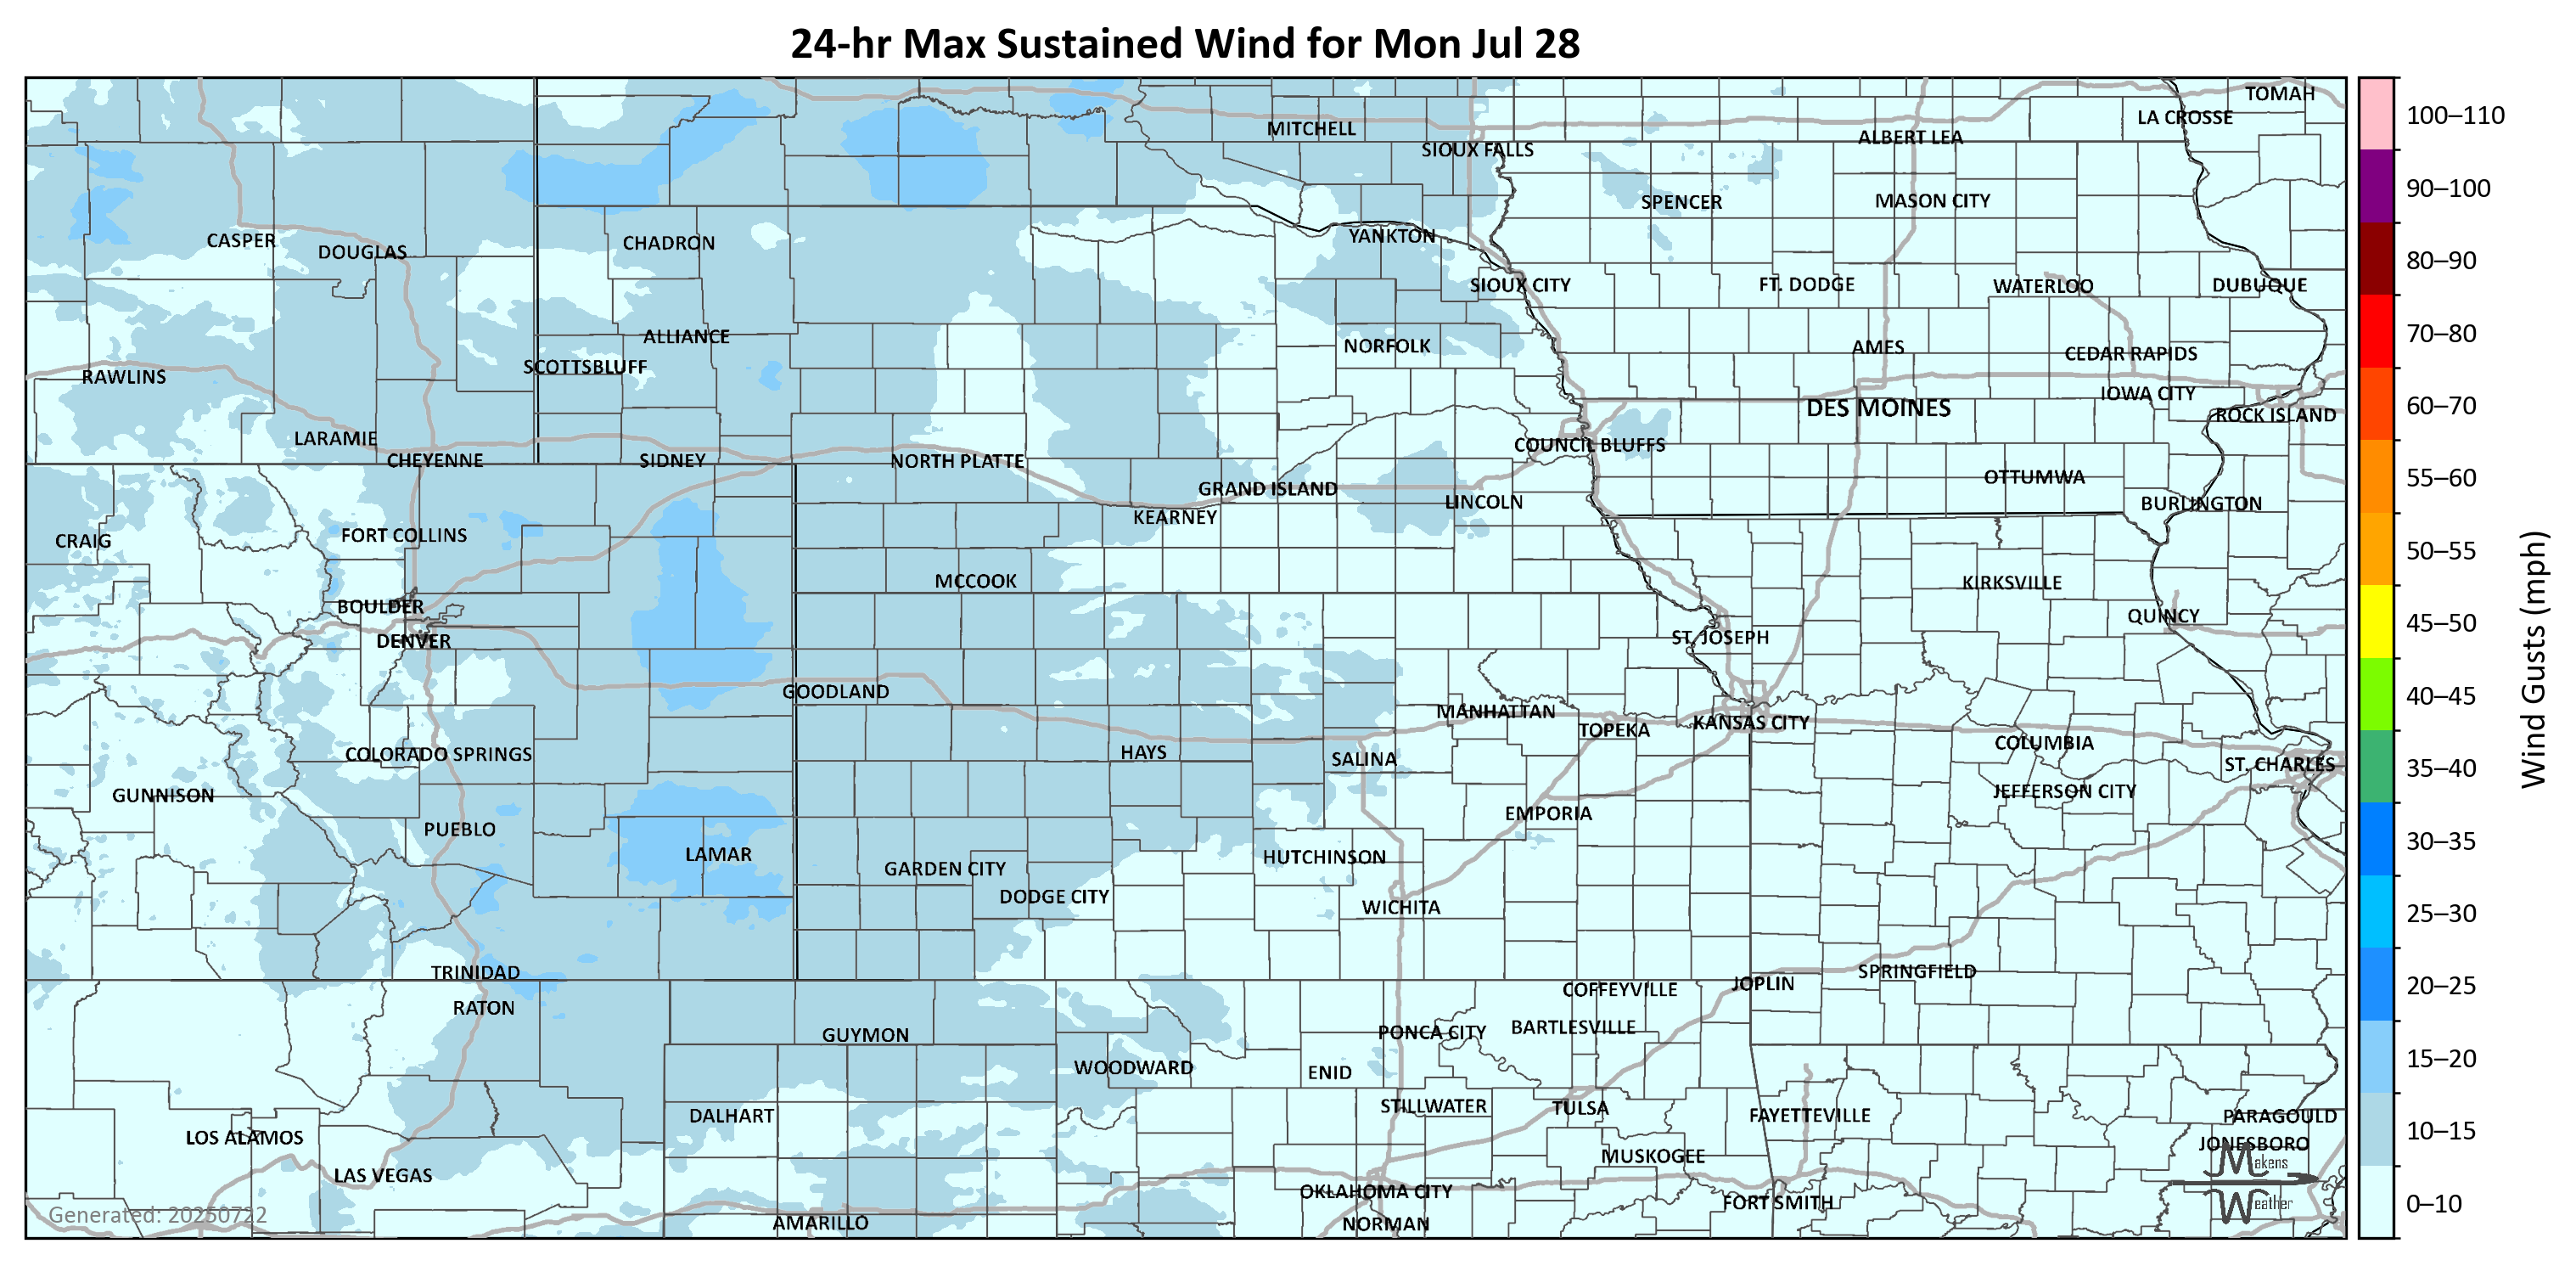 24-hr Max Sustained Wind for Mon Jul 28
TOMAH
LA CROSSE
MITCHELL
ALBERT LEA
SIOUX FALLS
SPENCER
MASON CITY
CASPER
DOUGLAS
CHADRON
YANKTON
SIOUX CITY
FT. DODGE
WATERLOO
DUBUQUE
ALLIANCE
NORFOLK
AMES
CEDAR RAPIDS
SCOTTSBLUFF
RAWLINS
IOWA CITY
DES MOINES
ROCK ISLAND
LARAMIE
COUNCIL BLUFFS
CHEYENNE
SIDNEY
NORTH PLATTE
OTTUMWA
GRAND ISLAND
LINCOLN
BURLINGTON
KEARNEY
FORT COLLINS
CRAIG
MCCOOK
KIRKSVILLE
BOULDER
QUINCY
DENVER
ST. JOSEPH
GOODLAND
MANHATTAN
TOPEKA
KANSAS CITY
COLUMBIA
COLORADO SPRINGS
HAYS
SALINA
ST. CHARLES
GUNNISON
JEFFERSON CITY
EMPORIA
PUEBLO
LAMAR
HUTCHINSON
GARDEN CITY
DODGE CITY
WICHITA
TRINIDAD
SPRINGFIELD
JOPLIN
COFFEYVILLE
RATON
GUYMON
PONCA CITY
BARTLESVILLE
WOODWARD
ENID
DALHART
STILLWATER
TULSA
FAYETTEVILLE
PARAGOULD
LOS ALAMOS
JONESBORO
LAS VEGAS
MUSKOGEE
OKLAHOMA CITY
FORT SMITH
AMARILLO
NORMAN
Generated: 20250722
Makens
Weather
100–110
90–100
80–90
70–80
60–70
55–60
50–55
45–50
40–45
35–40
30–35
25–30
20–25
15–20
10–15
0–10
Wind Gusts (mph)